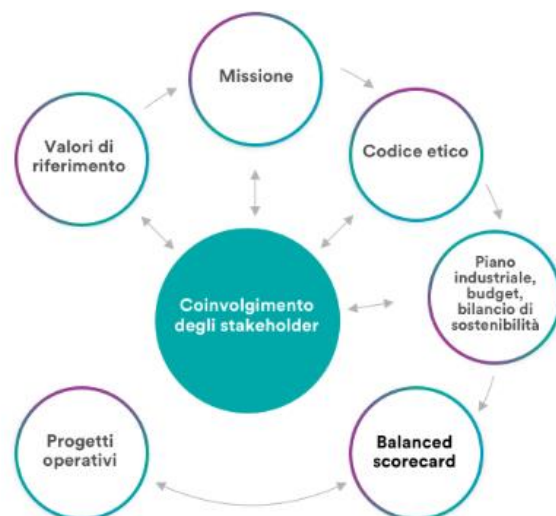 Missione
Valori di
riferimento
Codice etico
Piano
industriale,
budget,
bilancio di
sostenibilità
Coinvolgimento
degli stakeholder
Progetti
operativi
Balanced
scorecard